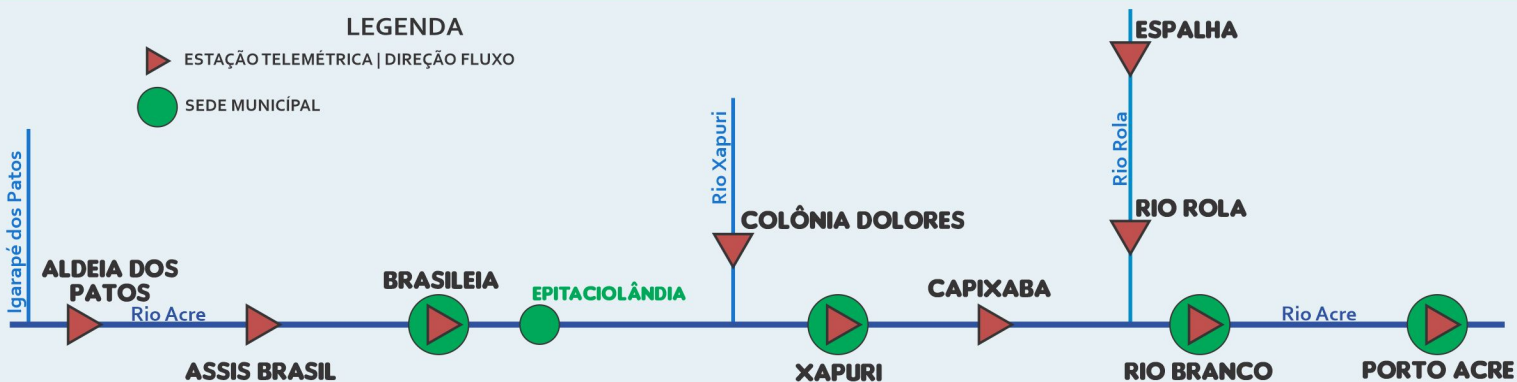 LEGENDA
ESTAÇÃO TELEMÉTRICA | DIREÇÃO FLUXO
SEDE MUNICÍPAL
Igarapé dos Patos
ALDEIA DOS
PATOS
Rio Acre
ASSIS BRASIL
BRASILEIA
EPITACIOLÂNDIA
Rio Xapuri
COLÔNIA DOLORES
XAPURI
CAPIXABA
ESPALHA
Rio Rola
RIO ROLA
RIO BRANCO
Rio Acre
PORTO ACRE